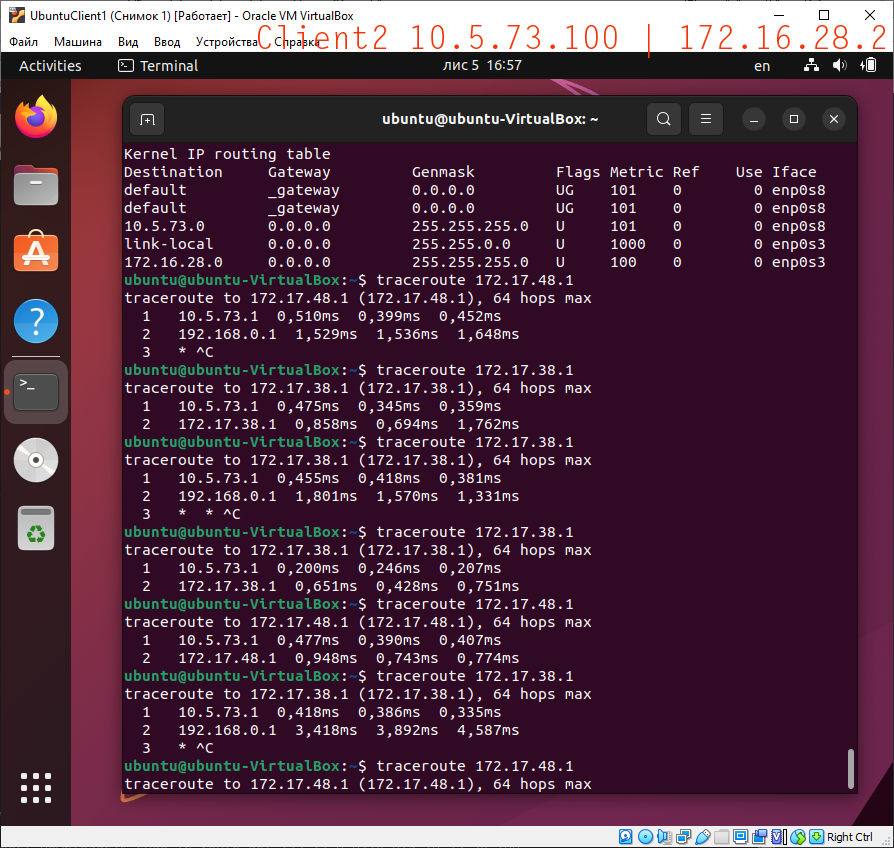 UbuntuClient1 (Снимок 1) [Работает] - Oracle VM VirtualBox
Файл Машина Вид Ввод Устройства Справка
Client2 10.5.73.100 | 172.16.28.2
Activities Terminal лис 5 16:57 en
ubuntu@ubuntu-VirtualBox: ~
Kernel IP routing table
Destination Gateway Genmask Flags Metric Ref Use Iface
default _gateway 0.0.0.0 UG 101 0 0 enp0s8
default _gateway 0.0.0.0 UG 101 0 0 enp0s8
10.5.73.0 0.0.0.0 255.255.255.0 U 101 0 0 enp0s8
link-local 0.0.0.0 255.255.0.0 U 1000 0 0 enp0s3
172.16.28.0 0.0.0.0 255.255.255.0 U 100 0 0 enp0s3
ubuntu@ubuntu-VirtualBox:~$ traceroute 172.17.48.1
traceroute to 172.17.48.1 (172.17.48.1), 64 hops max
1 10.5.73.1 0,510ms 0,399ms 0,452ms
2 192.168.0.1 1,529ms 1,536ms 1,648ms
3 * ^C
ubuntu@ubuntu-VirtualBox:~$ traceroute 172.17.38.1
traceroute to 172.17.38.1 (172.17.38.1), 64 hops max
1 10.5.73.1 0,475ms 0,345ms 0,359ms
2 172.17.38.1 0,858ms 0,694ms 1,762ms
ubuntu@ubuntu-VirtualBox:~$ traceroute 172.17.38.1
traceroute to 172.17.38.1 (172.17.38.1), 64 hops max
1 10.5.73.1 0,455ms 0,418ms 0,381ms
2 192.168.0.1 1,801ms 1,570ms 1,331ms
3 * * ^C
ubuntu@ubuntu-VirtualBox:~$ traceroute 172.17.38.1
traceroute to 172.17.38.1 (172.17.38.1), 64 hops max
1 10.5.73.1 0,200ms 0,246ms 0,207ms
2 172.17.38.1 0,651ms 0,428ms 0,751ms
ubuntu@ubuntu-VirtualBox:~$ traceroute 172.17.48.1
traceroute to 172.17.48.1 (172.17.48.1), 64 hops max
1 10.5.73.1 0,477ms 0,390ms 0,407ms
2 172.17.48.1 0,948ms 0,743ms 0,774ms
ubuntu@ubuntu-VirtualBox:~$ traceroute 172.17.38.1
traceroute to 172.17.38.1 (172.17.38.1), 64 hops max
1 10.5.73.1 0,418ms 0,386ms 0,335ms
2 192.168.0.1 3,418ms 3,892ms 4,587ms
3 * ^C
ubuntu@ubuntu-VirtualBox:~$ traceroute 172.17.48.1
traceroute to 172.17.48.1 (172.17.48.1), 64 hops max
Right Ctrl